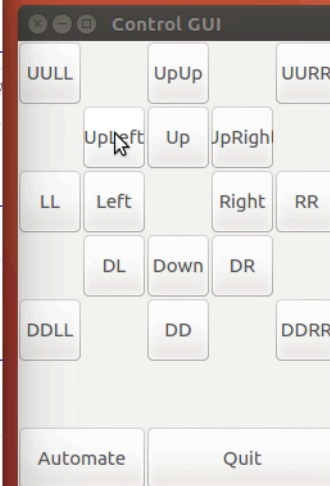 Control GUI
UULL UpUp UURR
UpLeft Up UpRight
LL Left Right RR
DL Down DR
DDLL DD DDRR
Automate Quit